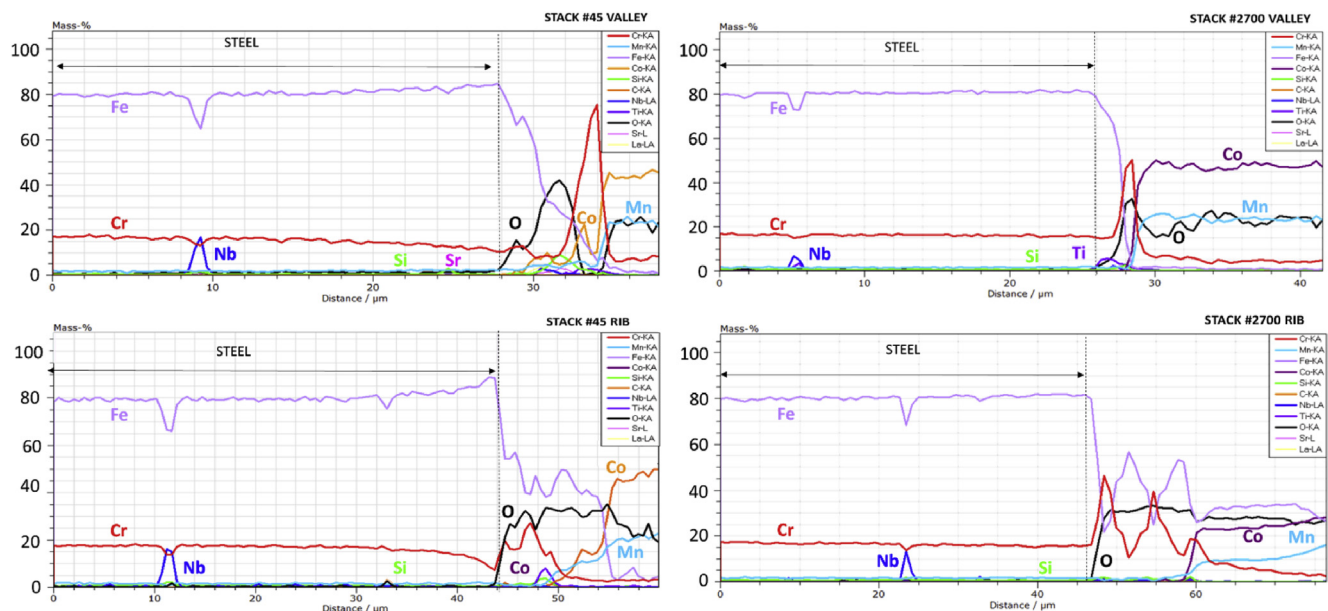 STACK #45 VALLEY
Mass-%
STEEL
100
80
60
40
20
0
Fe
Cr
Nb
Si
Sr
O
Co
Mn
Cr-KA
Mn-KA
Fe-KA
Co-KA
Si-KA
C-KA
Nb-LA
Ti-KA
O-KA
Sr-L
La-LA
0
10
20
30
Distance / µm
STACK #2700 VALLEY
Mass-%
STEEL
100
80
60
40
20
0
Fe
Cr
Nb
Si
Ti
O
Co
Mn
Cr-KA
Mn-KA
Fe-KA
Co-KA
Si-KA
C-KA
Nb-LA
Ti-KA
O-KA
Sr-L
La-LA
0
10
20
30
40
Distance / µm
STACK #45 RIB
Mass-%
STEEL
100
80
60
40
20
0
Fe
Cr
Nb
Si
O
Co
Co
Mn
Cr-KA
Mn-KA
Fe-KA
Co-KA
Si-KA
C-KA
Nb-LA
Ti-KA
O-KA
Sr-L
La-LA
0
10
20
30
40
50
60
Distance / µm
STACK #2700 RIB
Mass-%
STEEL
100
80
60
40
20
0
Fe
Cr
Nb
Si
O
Co
Mn
Cr-KA
Mn-KA
Fe-KA
Co-KA
Si-KA
C-KA
Nb-LA
Ti-KA
O-KA
Sr-L
La-LA
0
20
40
60
Distance / µm